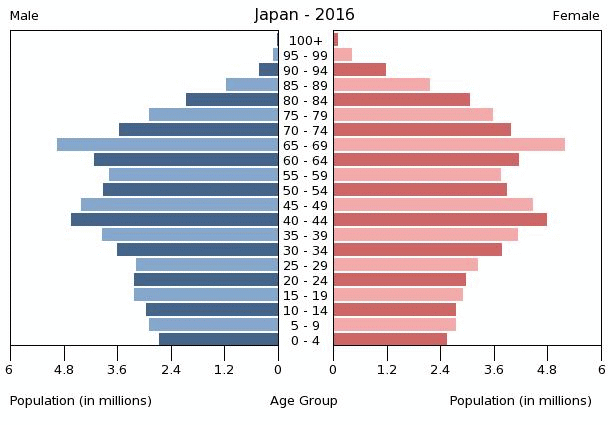 Male Japan - 2016 Female
100+
95 - 99
90 - 94
85 - 89
80 - 84
75 - 79
70 - 74
65 - 69
60 - 64
55 - 59
50 - 54
45 - 49
40 - 44
35 - 39
30 - 34
25 - 29
20 - 24
15 - 19
10 - 14
5 - 9
0 - 4
6 4.8 3.6 2.4 1.2 0 0 1.2 2.4 3.6 4.8 6
Population (in millions) Age Group Population (in millions)